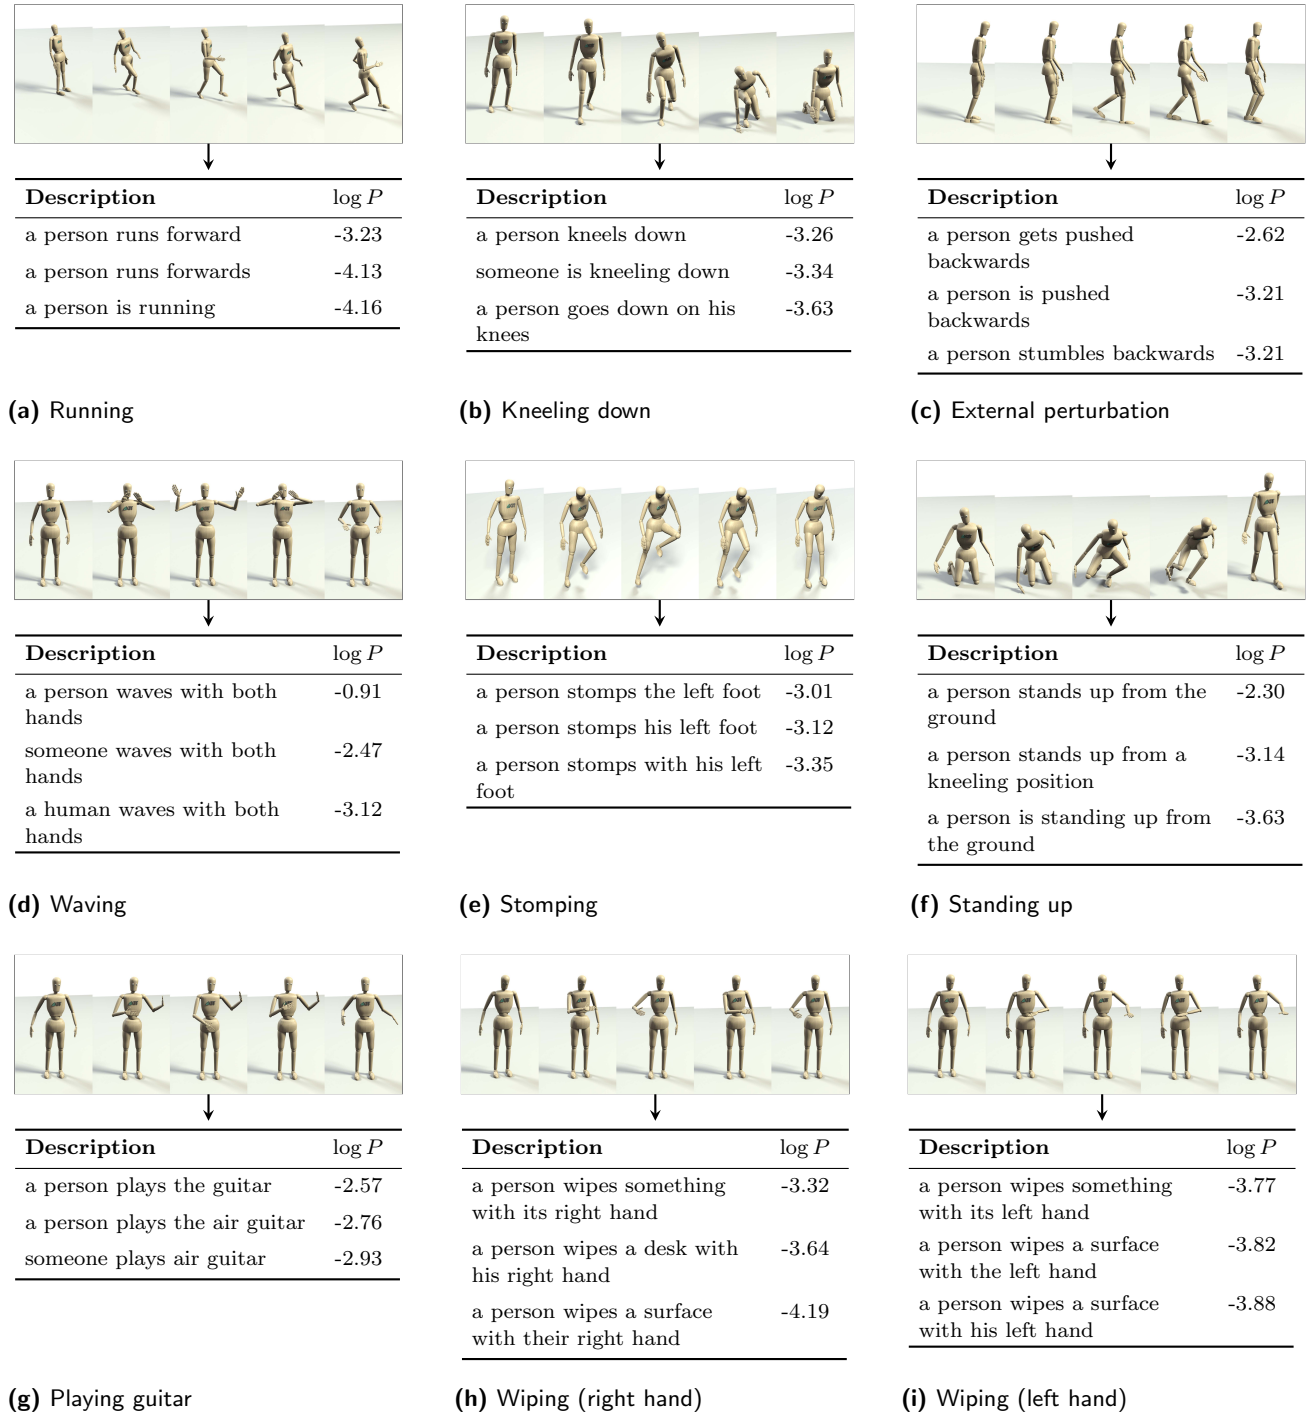 Description log P
a person runs forward -3.23
a person runs forwards -4.13
a person is running -4.16
(a) Running
Description log P
a person kneels down -3.26
someone is kneeling down -3.34
a person goes down on his -3.63
knees
(b) Kneeling down
Description log P
a person gets pushed -2.62
backwards
a person is pushed -3.21
backwards
a person stumbles backwards -3.21
(c) External perturbation
Description log P
a person waves with both -0.91
hands
someone waves with both -2.47
hands
a human waves with both -3.12
hands
(d) Waving
Description log P
a person stomps the left foot -3.01
a person stomps his left foot -3.12
a person stomps with his left -3.35
foot
(e) Stomping
Description log P
a person stands up from the -2.30
ground
a person stands up from a -3.14
kneeling position
a person is standing up from -3.63
the ground
(f) Standing up
Description log P
a person plays the guitar -2.57
a person plays the air guitar -2.76
someone plays air guitar -2.93
(g) Playing guitar
Description log P
a person wipes something -3.32
with its right hand
a person wipes a desk with -3.64
his right hand
a person wipes a surface -4.19
with their right hand
(h) Wiping (right hand)
Description log P
a person wipes something -3.77
with its left hand
a person wipes a surface -3.82
with the left hand
a person wipes a surface -3.88
with his left hand
(i) Wiping (left hand)